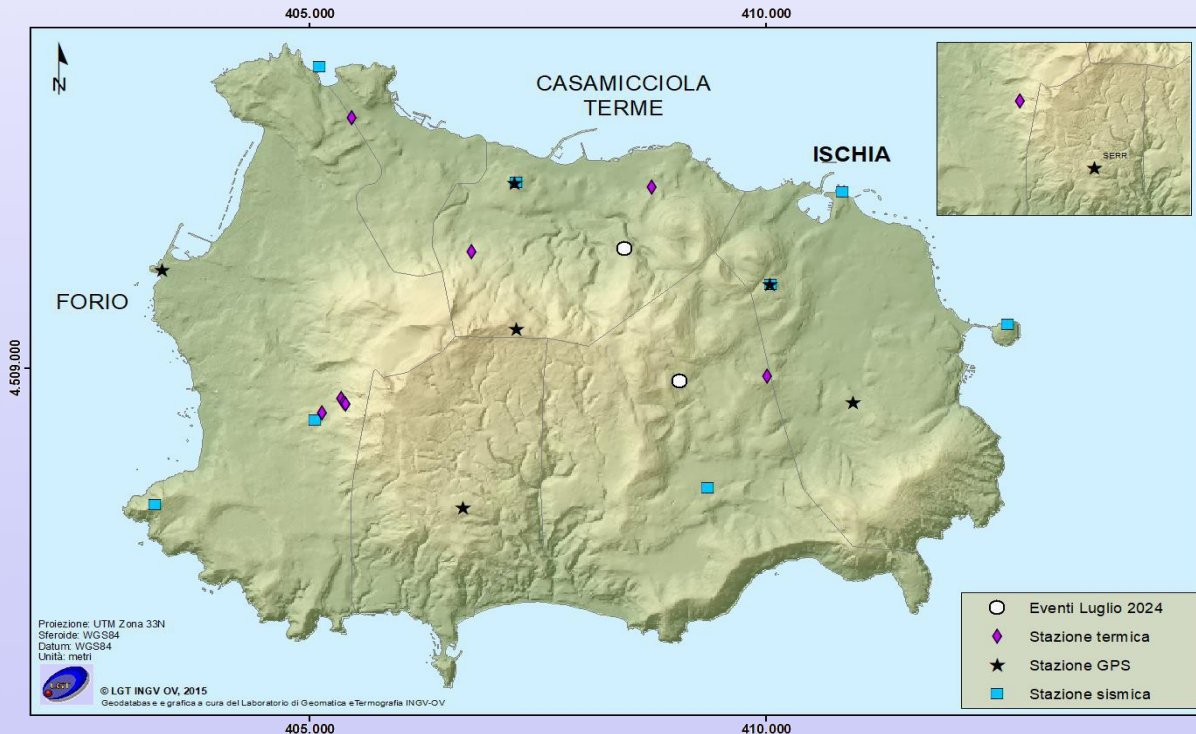 405.000
410.000
N
CASAMICCIOLA
TERME
ISCHIA
SERR
FORIO
4.509.000
Proiezione: UTM Zona 33N
Sferoide: WGS84
Datum: WGS84
Unità: metri
LGT
© LGT INGV OV, 2015
Geodatabase e grafica a cura del Laboratorio di Geomatica eTermografia INGV-OV
Eventi Luglio 2024
Stazione termica
Stazione GPS
Stazione sismica
405.000
410.000